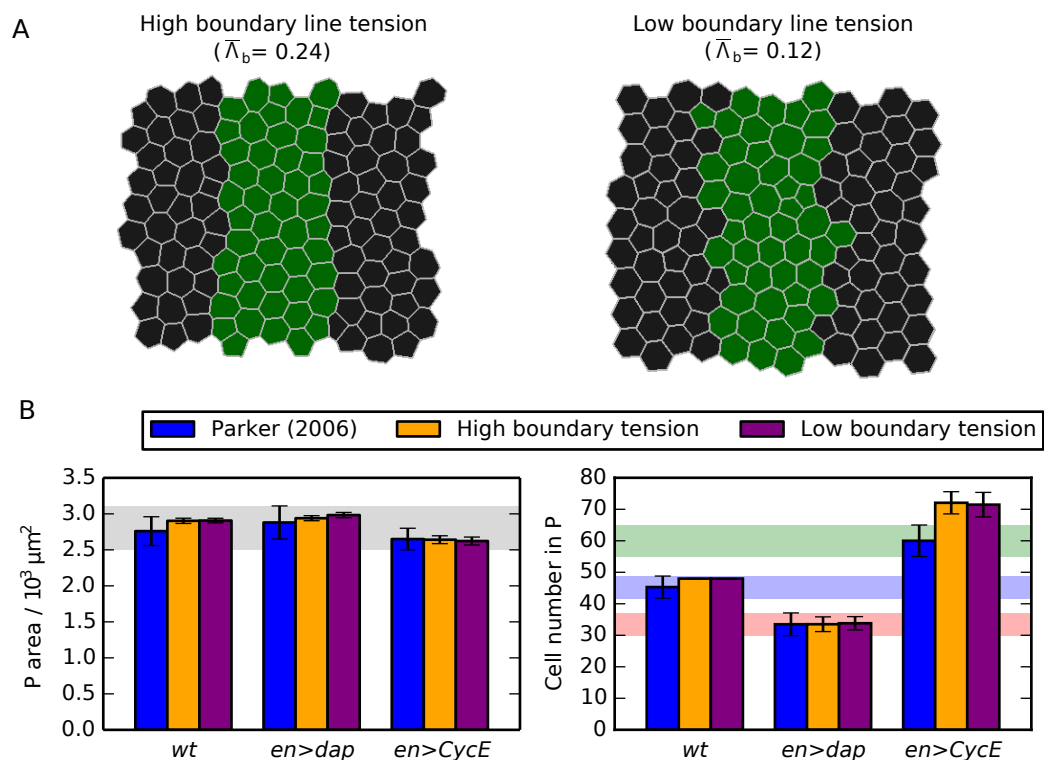 A
High boundary line tension
( Λ̅_b= 0.24)
Low boundary line tension
( Λ̅_b= 0.12)
B
Parker (2006)
High boundary tension
Low boundary tension
P area / 10³ μm²
3.5
3.0
2.5
2.0
1.5
1.0
0.5
0.0
wt
en>dap
en>CycE
Cell number in P
80
70
60
50
40
30
20
10
0
wt
en>dap
en>CycE